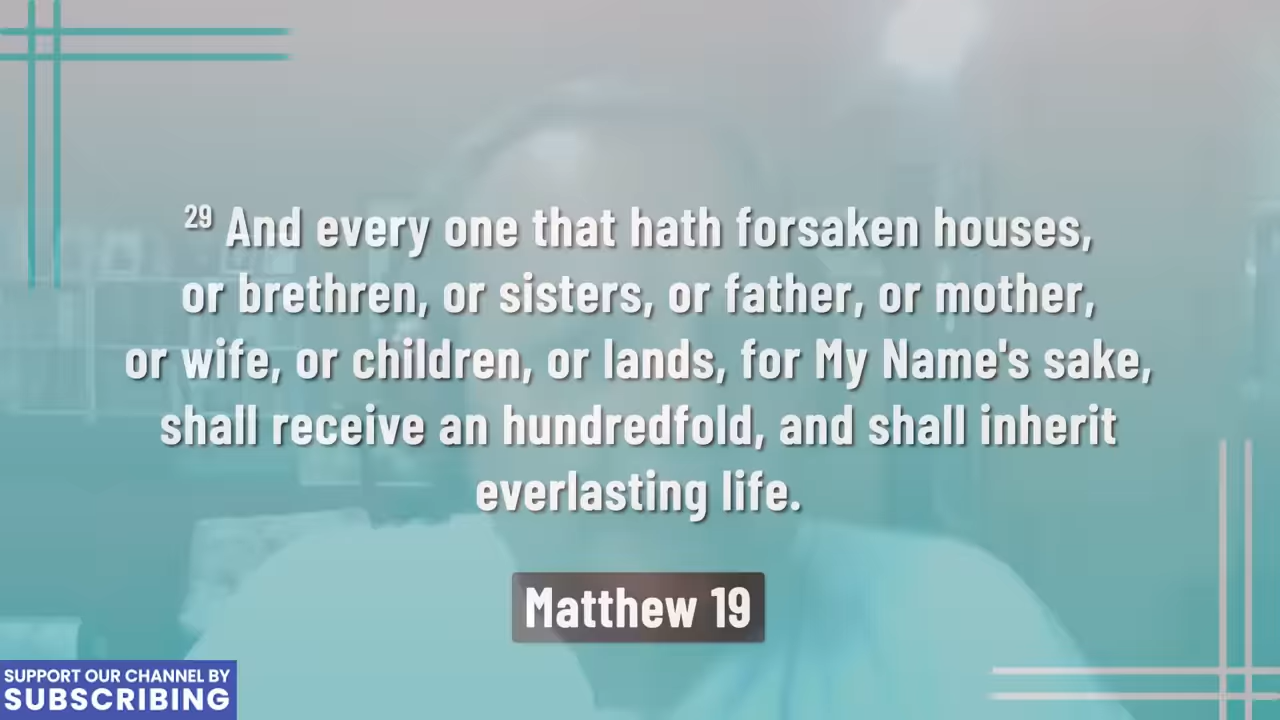 29 And every one that hath forsaken houses,
or brethren, or sisters, or father, or mother,
or wife, or children, or lands, for My Name's sake,
shall receive an hundredfold, and shall inherit
everlasting life.
Matthew 19
SUPPORT OUR CHANNEL BY
SUBSCRIBING